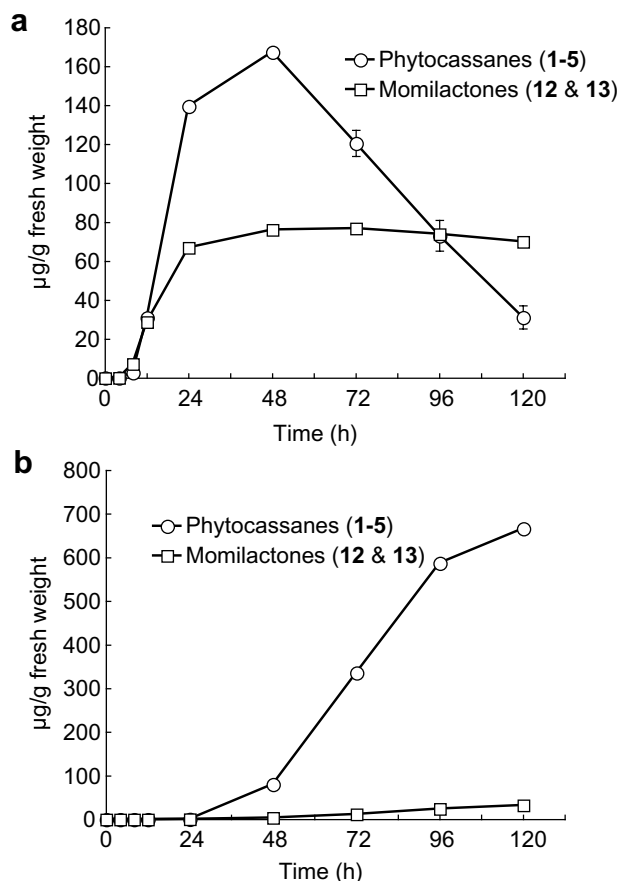 a
180
160
140
120
100
80
60
40
20
0
µg/g fresh weight
Phytocassanes (1-5)
Momilactones (12 & 13)
0 24 48 72 96 120
Time (h)
b
800
700
600
500
400
300
200
100
0
µg/g fresh weight
Phytocassanes (1-5)
Momilactones (12 & 13)
0 24 48 72 96 120
Time (h)